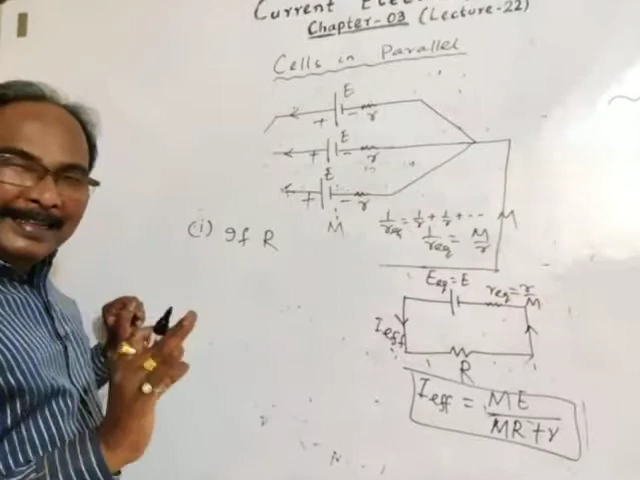 Current
Chapter-03 (Lecture-22)
Cells in Parallel
E
+ - r
E
+ - r
E
+ - r
M
1/req = 1/r + 1/r + ...
1/req = M/r
(i) If R
Eeq = E
req = r/M
Ieff
R
Ieff = ME/MR+r